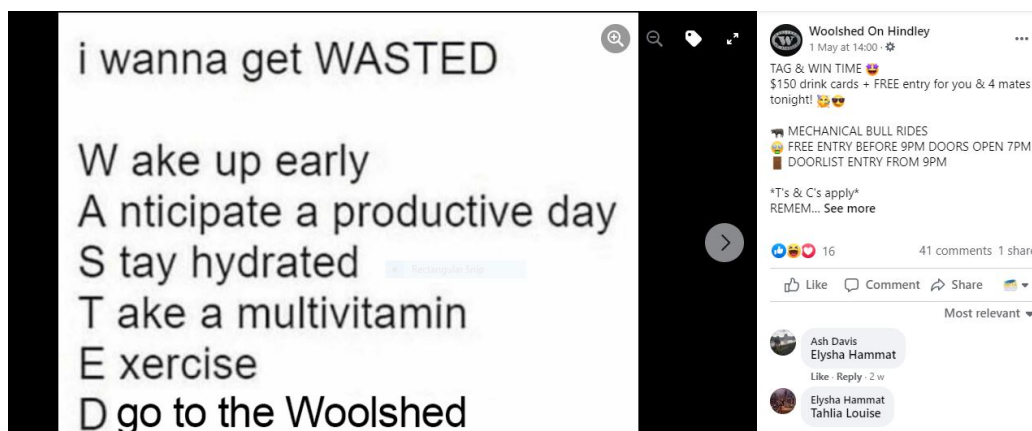 i wanna get WASTED
W ake up early
A nticipate a productive day
S tay hydrated
T ake a multivitamin
E xercise
D go to the Woolshed
Rectangular Snip
Woolshed On Hindley
1 May at 14:00 ·
TAG & WIN TIME 🤩
$150 drink cards + FREE entry for you & 4 mates
tonight! 🥳😎
🐃 MECHANICAL BULL RIDES
FREE ENTRY BEFORE 9PM DOORS OPEN 7PM
🚪 DOORLIST ENTRY FROM 9PM
*T's & C's apply*
REMEM... See more
16 41 comments 1 share
Like Comment Share
Most relevant
Ash Davis
Elysha Hammat
Like · Reply · 2 w
Elysha Hammat
Tahlia Louise